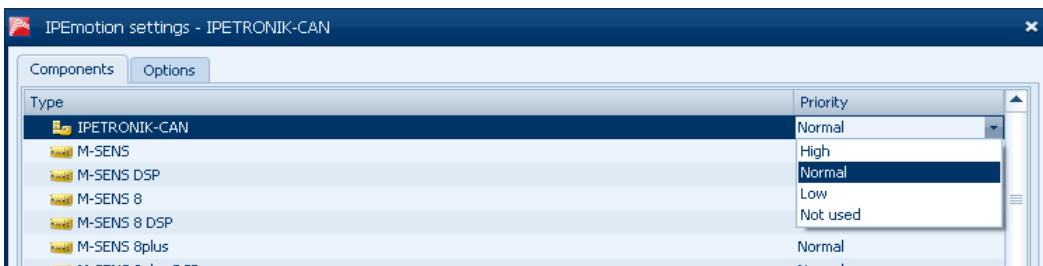 IPEmotion settings - IPETRONIK-CAN
Components Options
Type Priority
IPETRONIK-CAN Normal
M-SENS High
M-SENS DSP Normal
M-SENS 8 Low
M-SENS 8 DSP Not used
M-SENS 8plus Normal